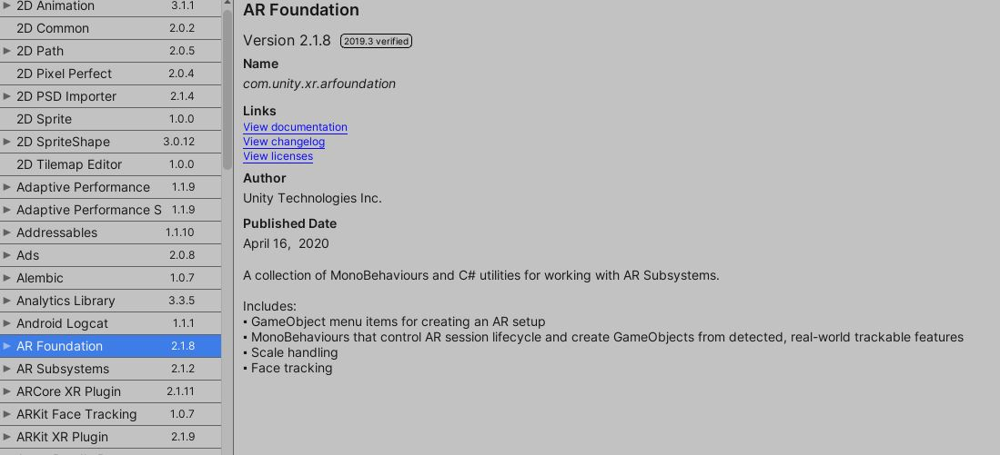 2D Animation 3.1.1
2D Common 2.0.2
2D Path 2.0.5
2D Pixel Perfect 2.0.4
2D PSD Importer 2.1.4
2D Sprite 1.0.0
2D SpriteShape 3.0.12
2D Tilemap Editor 1.0.0
Adaptive Performance 1.1.9
Adaptive Performance S 1.1.9
Addressables 1.1.10
Ads 2.0.8
Alembic 1.0.7
Analytics Library 3.3.5
Android Logcat 1.1.1
AR Foundation 2.1.8
AR Subsystems 2.1.2
ARCore XR Plugin 2.1.11
ARKit Face Tracking 1.0.7
ARKit XR Plugin 2.1.9
AR Foundation
Version 2.1.8 2019.3 verified
Name
com.unity.xr.arfoundation
Links
View documentation
View changelog
View licenses
Author
Unity Technologies Inc.
Published Date
April 16,  2020
A collection of MonoBehaviours and C# utilities for working with AR Subsystems.
Includes:
▪ GameObject menu items for creating an AR setup
▪ MonoBehaviours that control AR session lifecycle and create GameObjects from detected, real-world trackable features
▪ Scale handling
▪ Face tracking